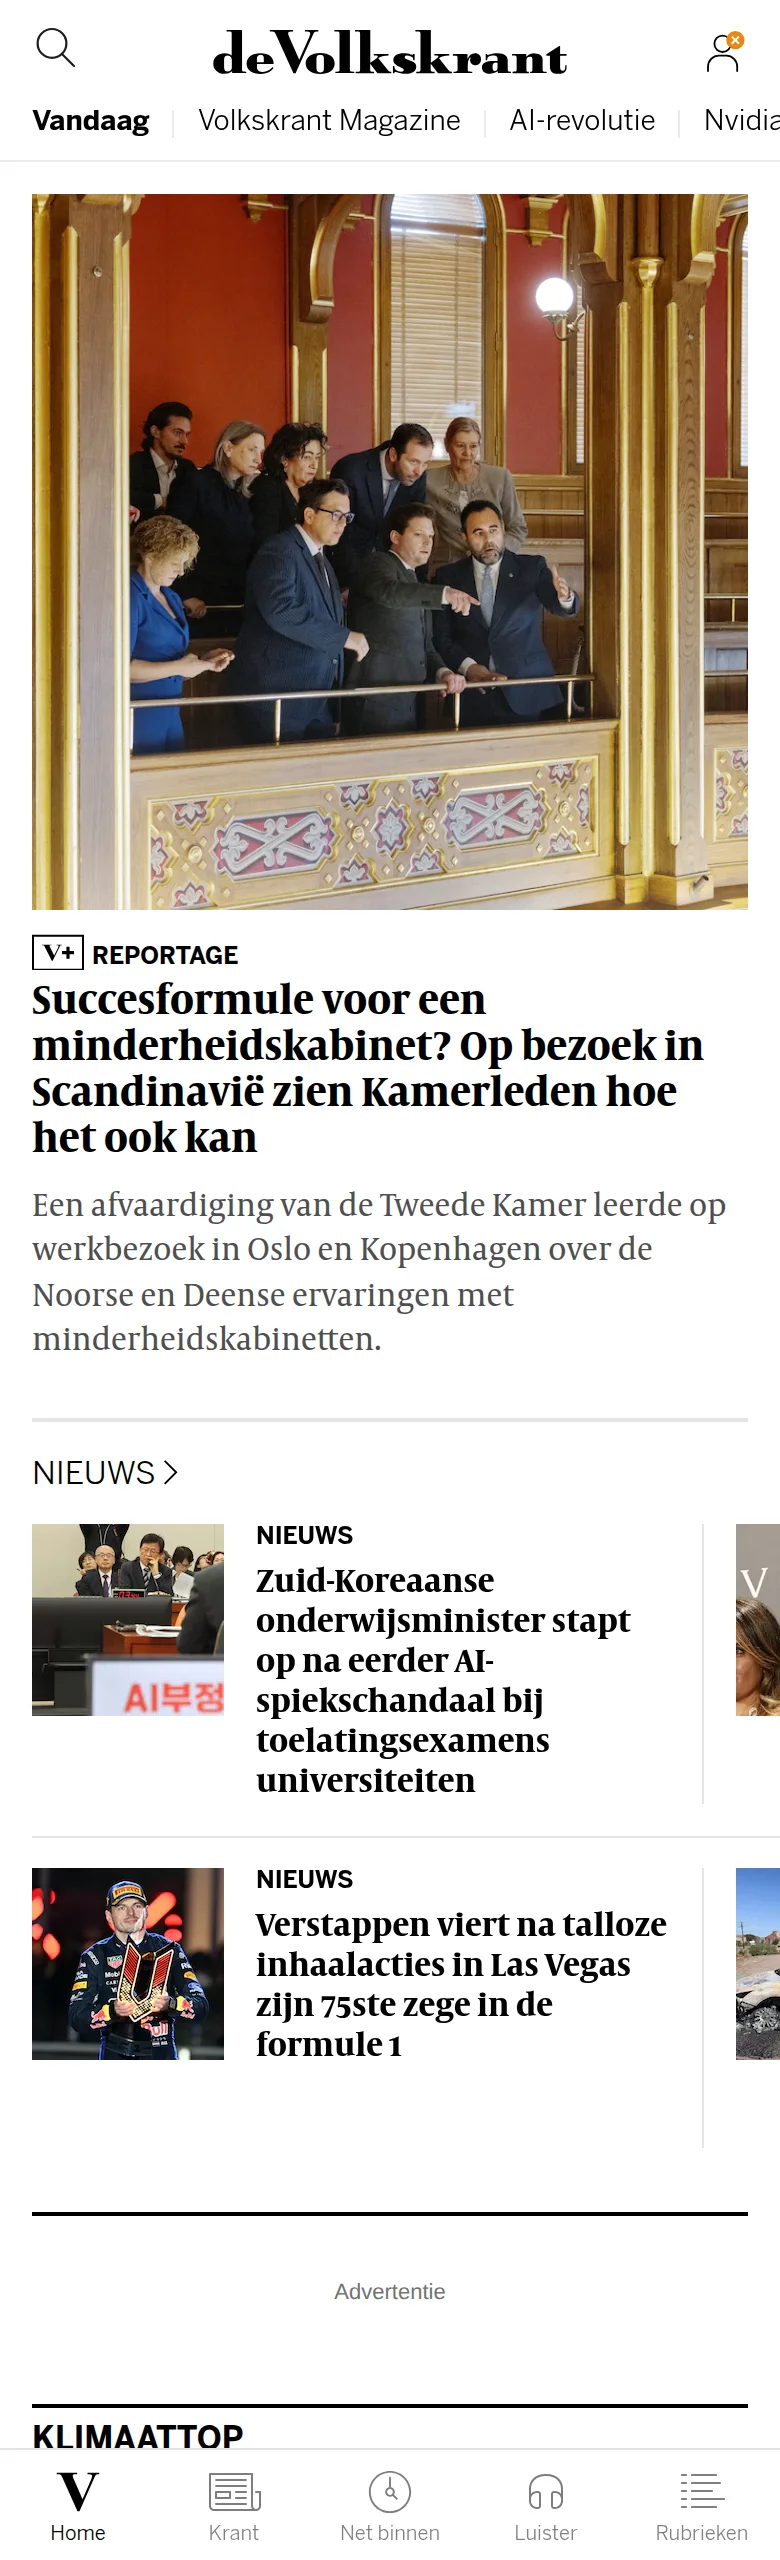 deVolkskrant
Vandaag
Volkskrant Magazine
AI-revolutie
Nvidia
V+ REPORTAGE
Succesformule voor een
minderheidskabinet? Op bezoek in
Scandinavië zien Kamerleden hoe
het ook kan
Een afvaardiging van de Tweede Kamer leerde op
werkbezoek in Oslo en Kopenhagen over de
Noorse en Deense ervaringen met
minderheidskabinetten.
NIEUWS
AI부정
NIEUWS
Zuid-Koreaanse
onderwijsminister stapt
op na eerder AI-
spiekschandaal bij
toelatingsexamens
universiteiten
V
NIEUWS
Verstappen viert na talloze
inhaalacties in Las Vegas
zijn 75ste zege in de
formule 1
Advertentie
KLIMAATTOP
V
Home
Krant
Net binnen
Luister
Rubrieken